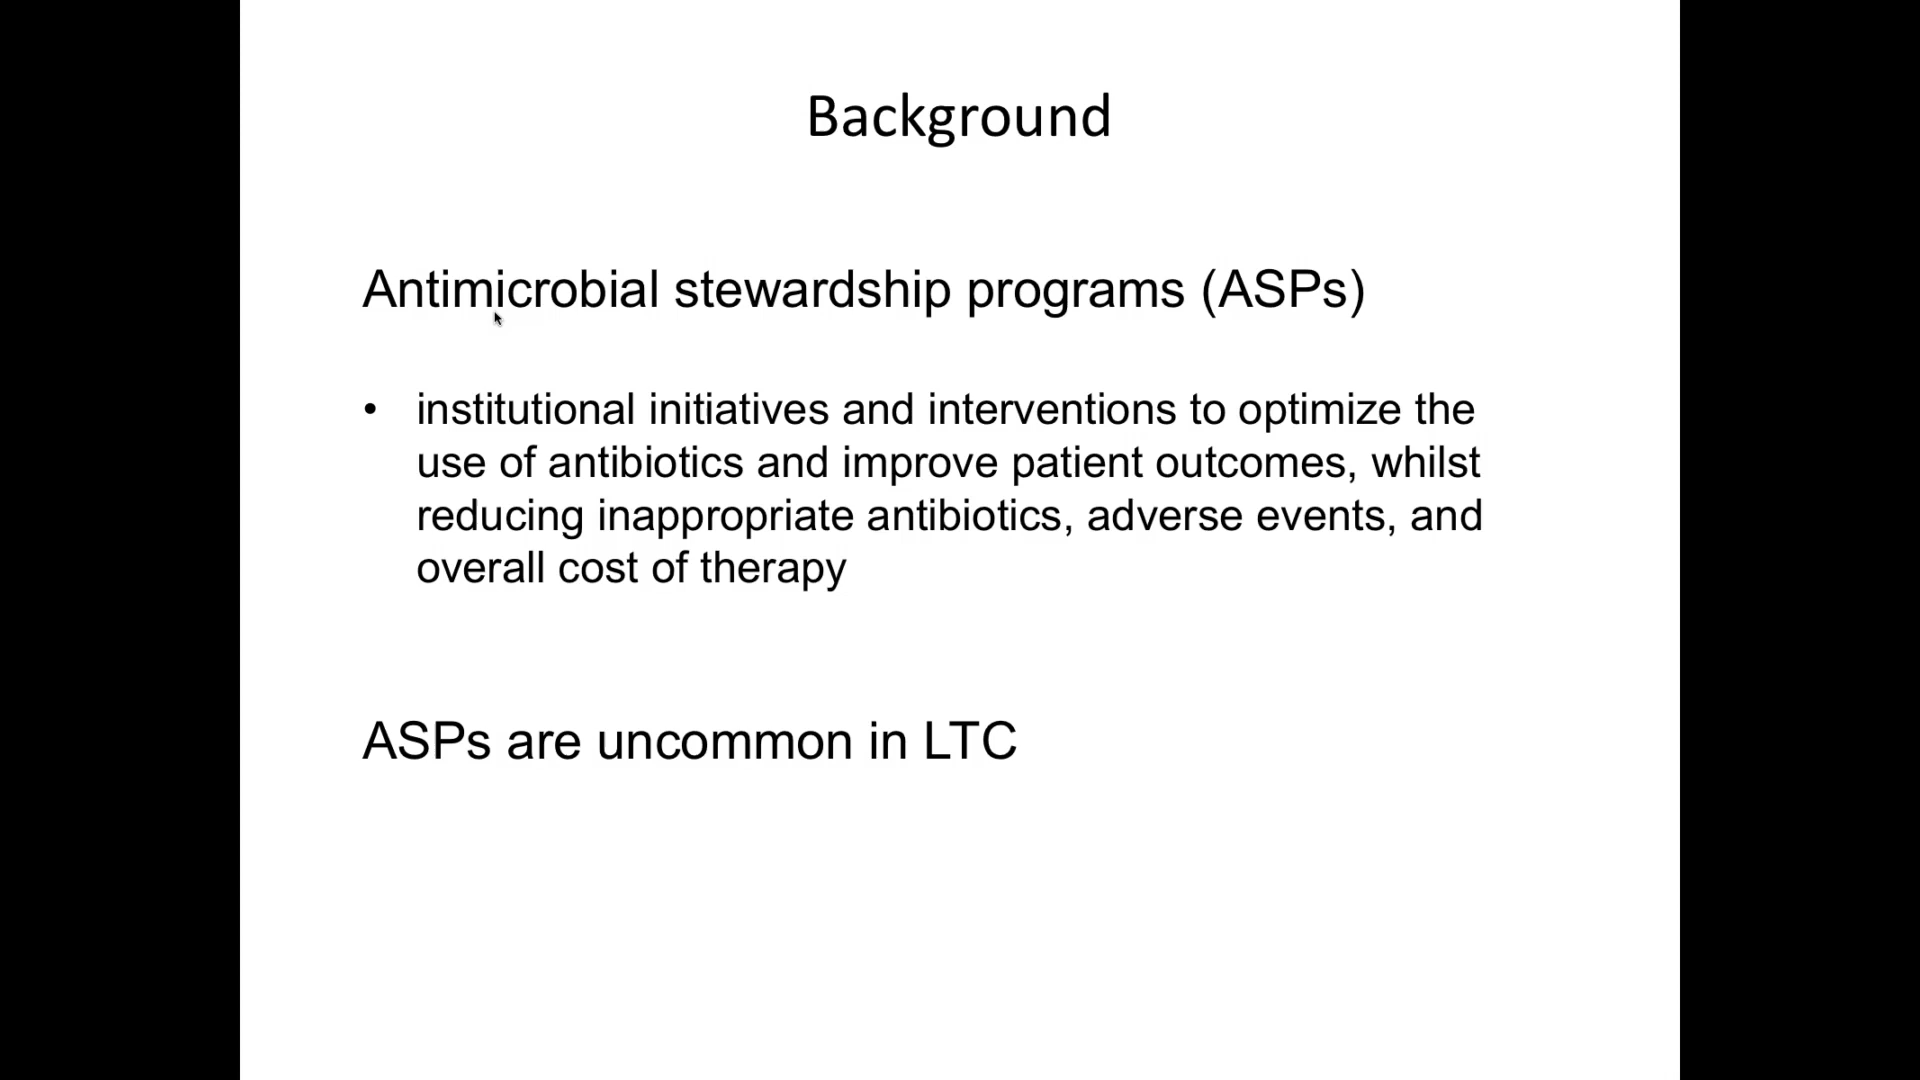 Background
Antimicrobial stewardship programs (ASPs)
• institutional initiatives and interventions to optimize the
use of antibiotics and improve patient outcomes, whilst
reducing inappropriate antibiotics, adverse events, and
overall cost of therapy
ASPs are uncommon in LTC